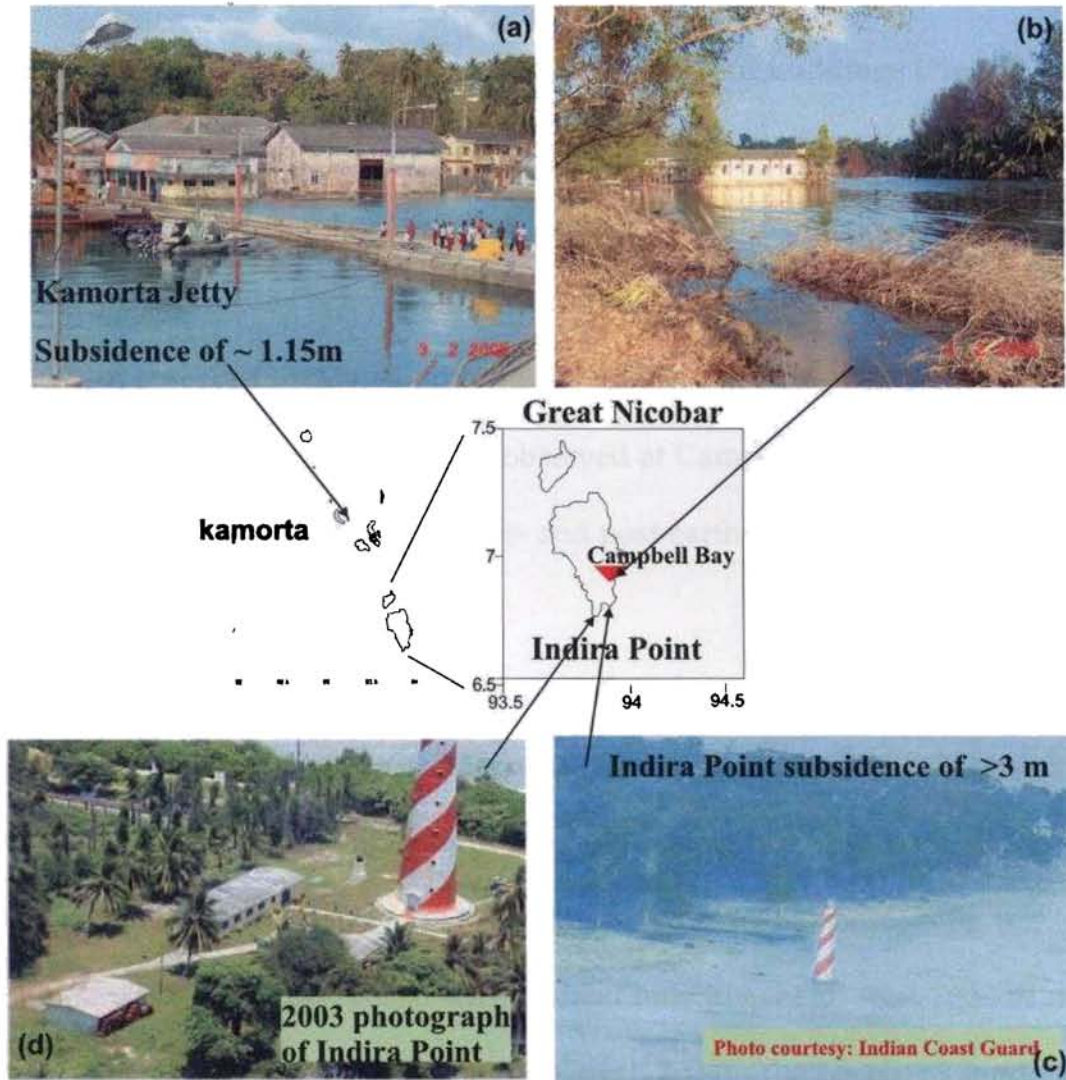 (a)
Kamorta Jetty
Subsidence of ~ 1.15m
(b)
Great Nicobar
7.5
7
6.5
93.5
94
94.5
kamorta
Campbell Bay
Indira Point
2003 photograph
of Indira Point
(d)
Indira Point subsidence of >3 m
Photo courtesy: Indian Coast Guard
(c)